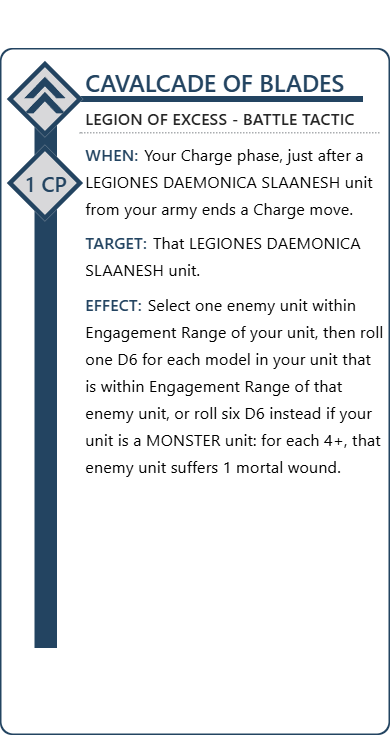 CAVALCADE OF BLADES
LEGION OF EXCESS - BATTLE TACTIC
1 CP
WHEN: Your Charge phase, just after a
LEGIONES DAEMONICA SLAANESH unit
from your army ends a Charge move.
TARGET: That LEGIONES DAEMONICA
SLAANESH unit.
EFFECT: Select one enemy unit within
Engagement Range of your unit, then roll
one D6 for each model in your unit that
is within Engagement Range of that
enemy unit, or roll six D6 instead if your
unit is a MONSTER unit: for each 4+, that
enemy unit suffers 1 mortal wound.